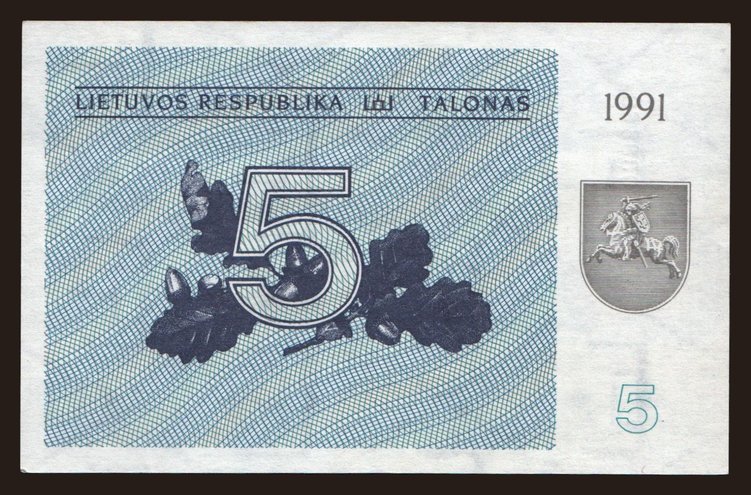 LIETUVOS RESPUBLIKA TALONAS
1991
5
5